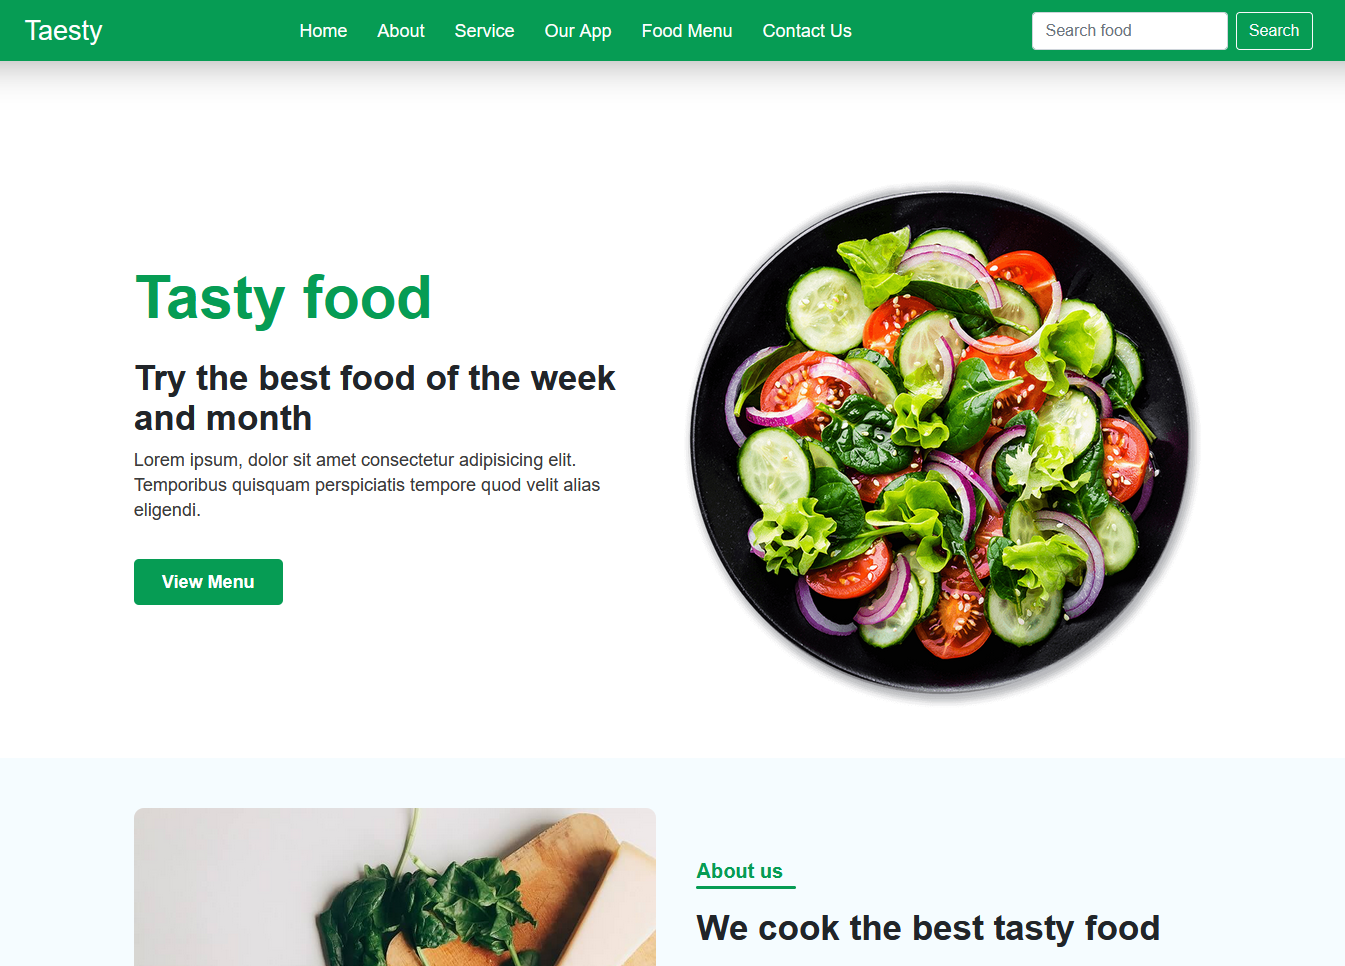 Taesty
Home About Service Our App Food Menu Contact Us
Search food
Search
Tasty food
Try the best food of the week
and month
Lorem ipsum, dolor sit amet consectetur adipisicing elit.
Temporibus quisquam perspiciatis tempore quod velit alias
eligendi.
View Menu
About us
We cook the best tasty food